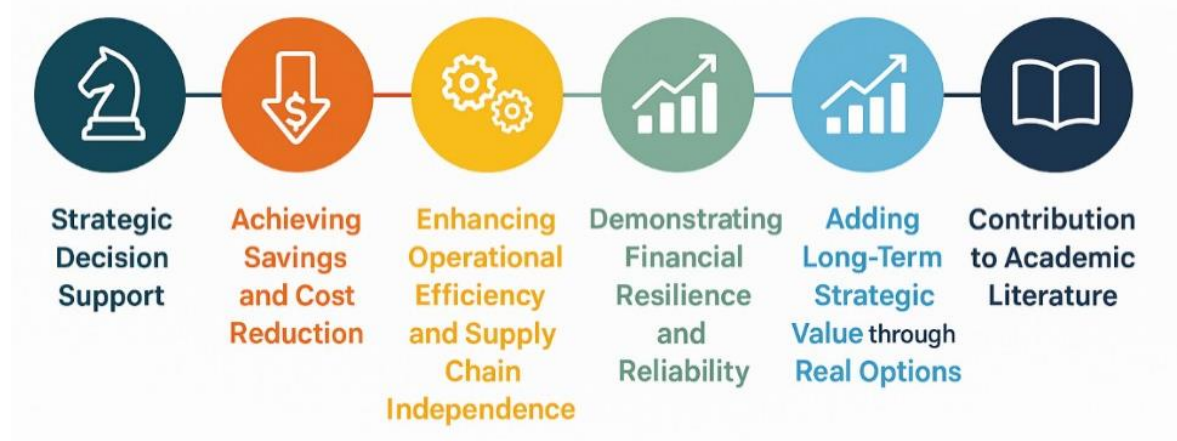 $
Strategic
Decision
Support
Achieving
Savings
and Cost
Reduction
Enhancing
Operational
Efficiency
and Supply
Chain
Independence
Demonstrating
Financial
Resilience
and
Reliability
Adding
Long-Term
Strategic
Value through
Real Options
Contribution
to Academic
Literature